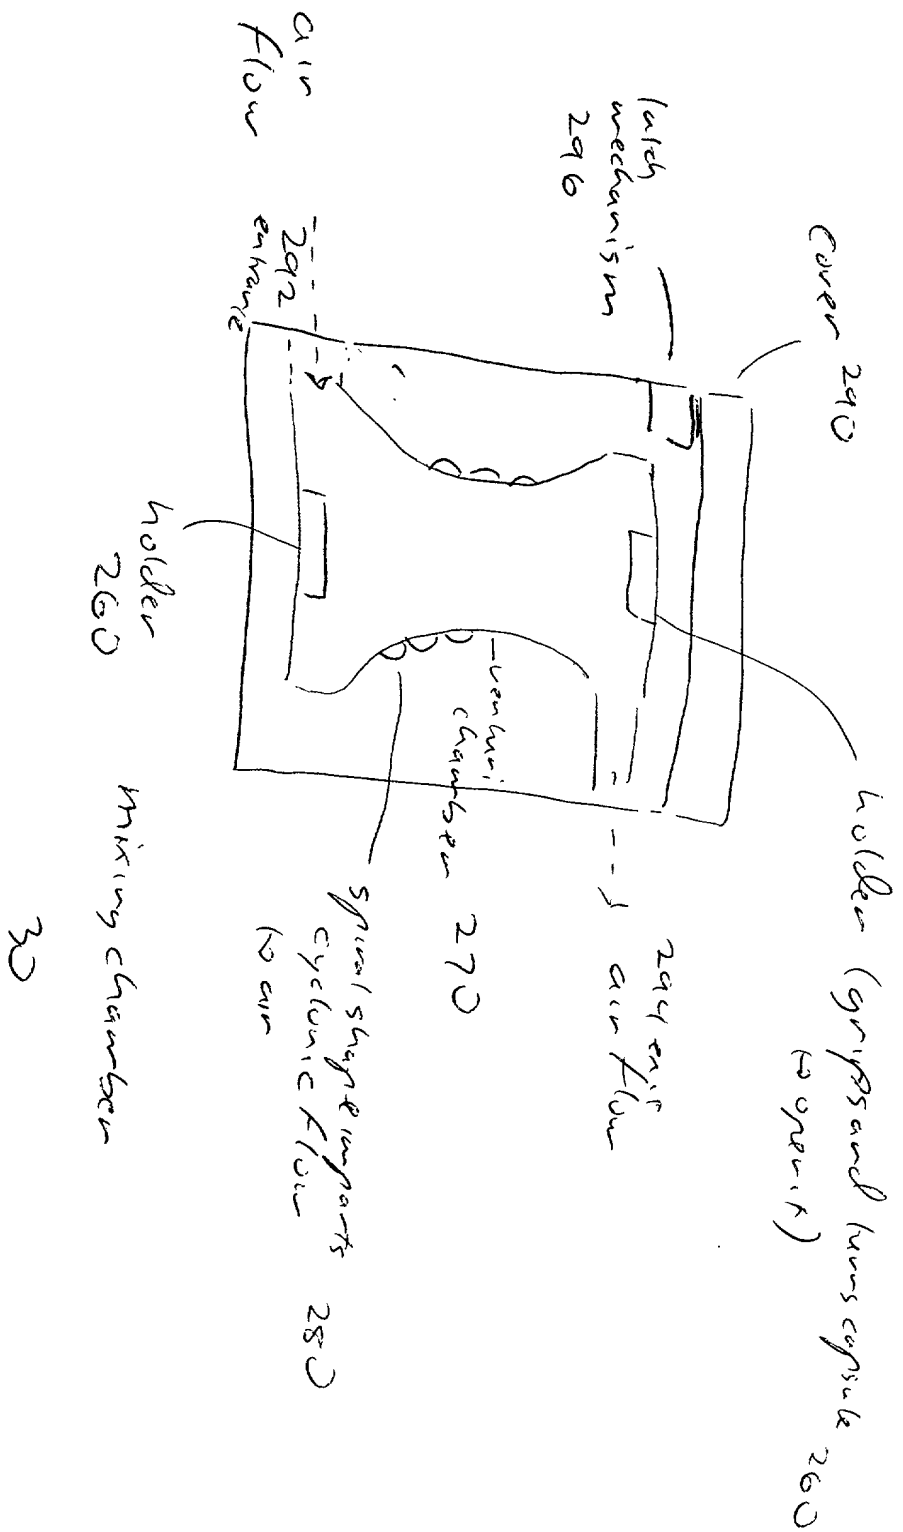 cover 290
latch
mechanism
296
air
flow
292
entrance
holder
260
holder (grips and turns capsule 260
to open it)
294 exit
air flow
venturi
chamber 270
spiral shape imparts
cyclonic flow 280
to air
mixing chamber
30